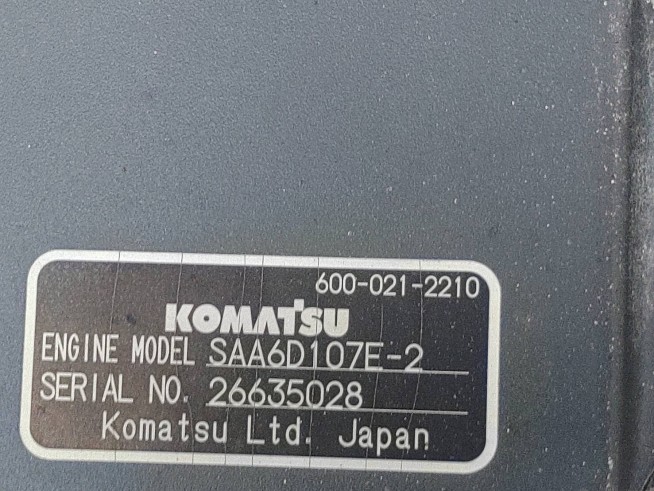 600-021-2210
KOMATSU
ENGINE MODEL SAA6D107E-2
SERIAL NO. 26635028
Komatsu Ltd. Japan